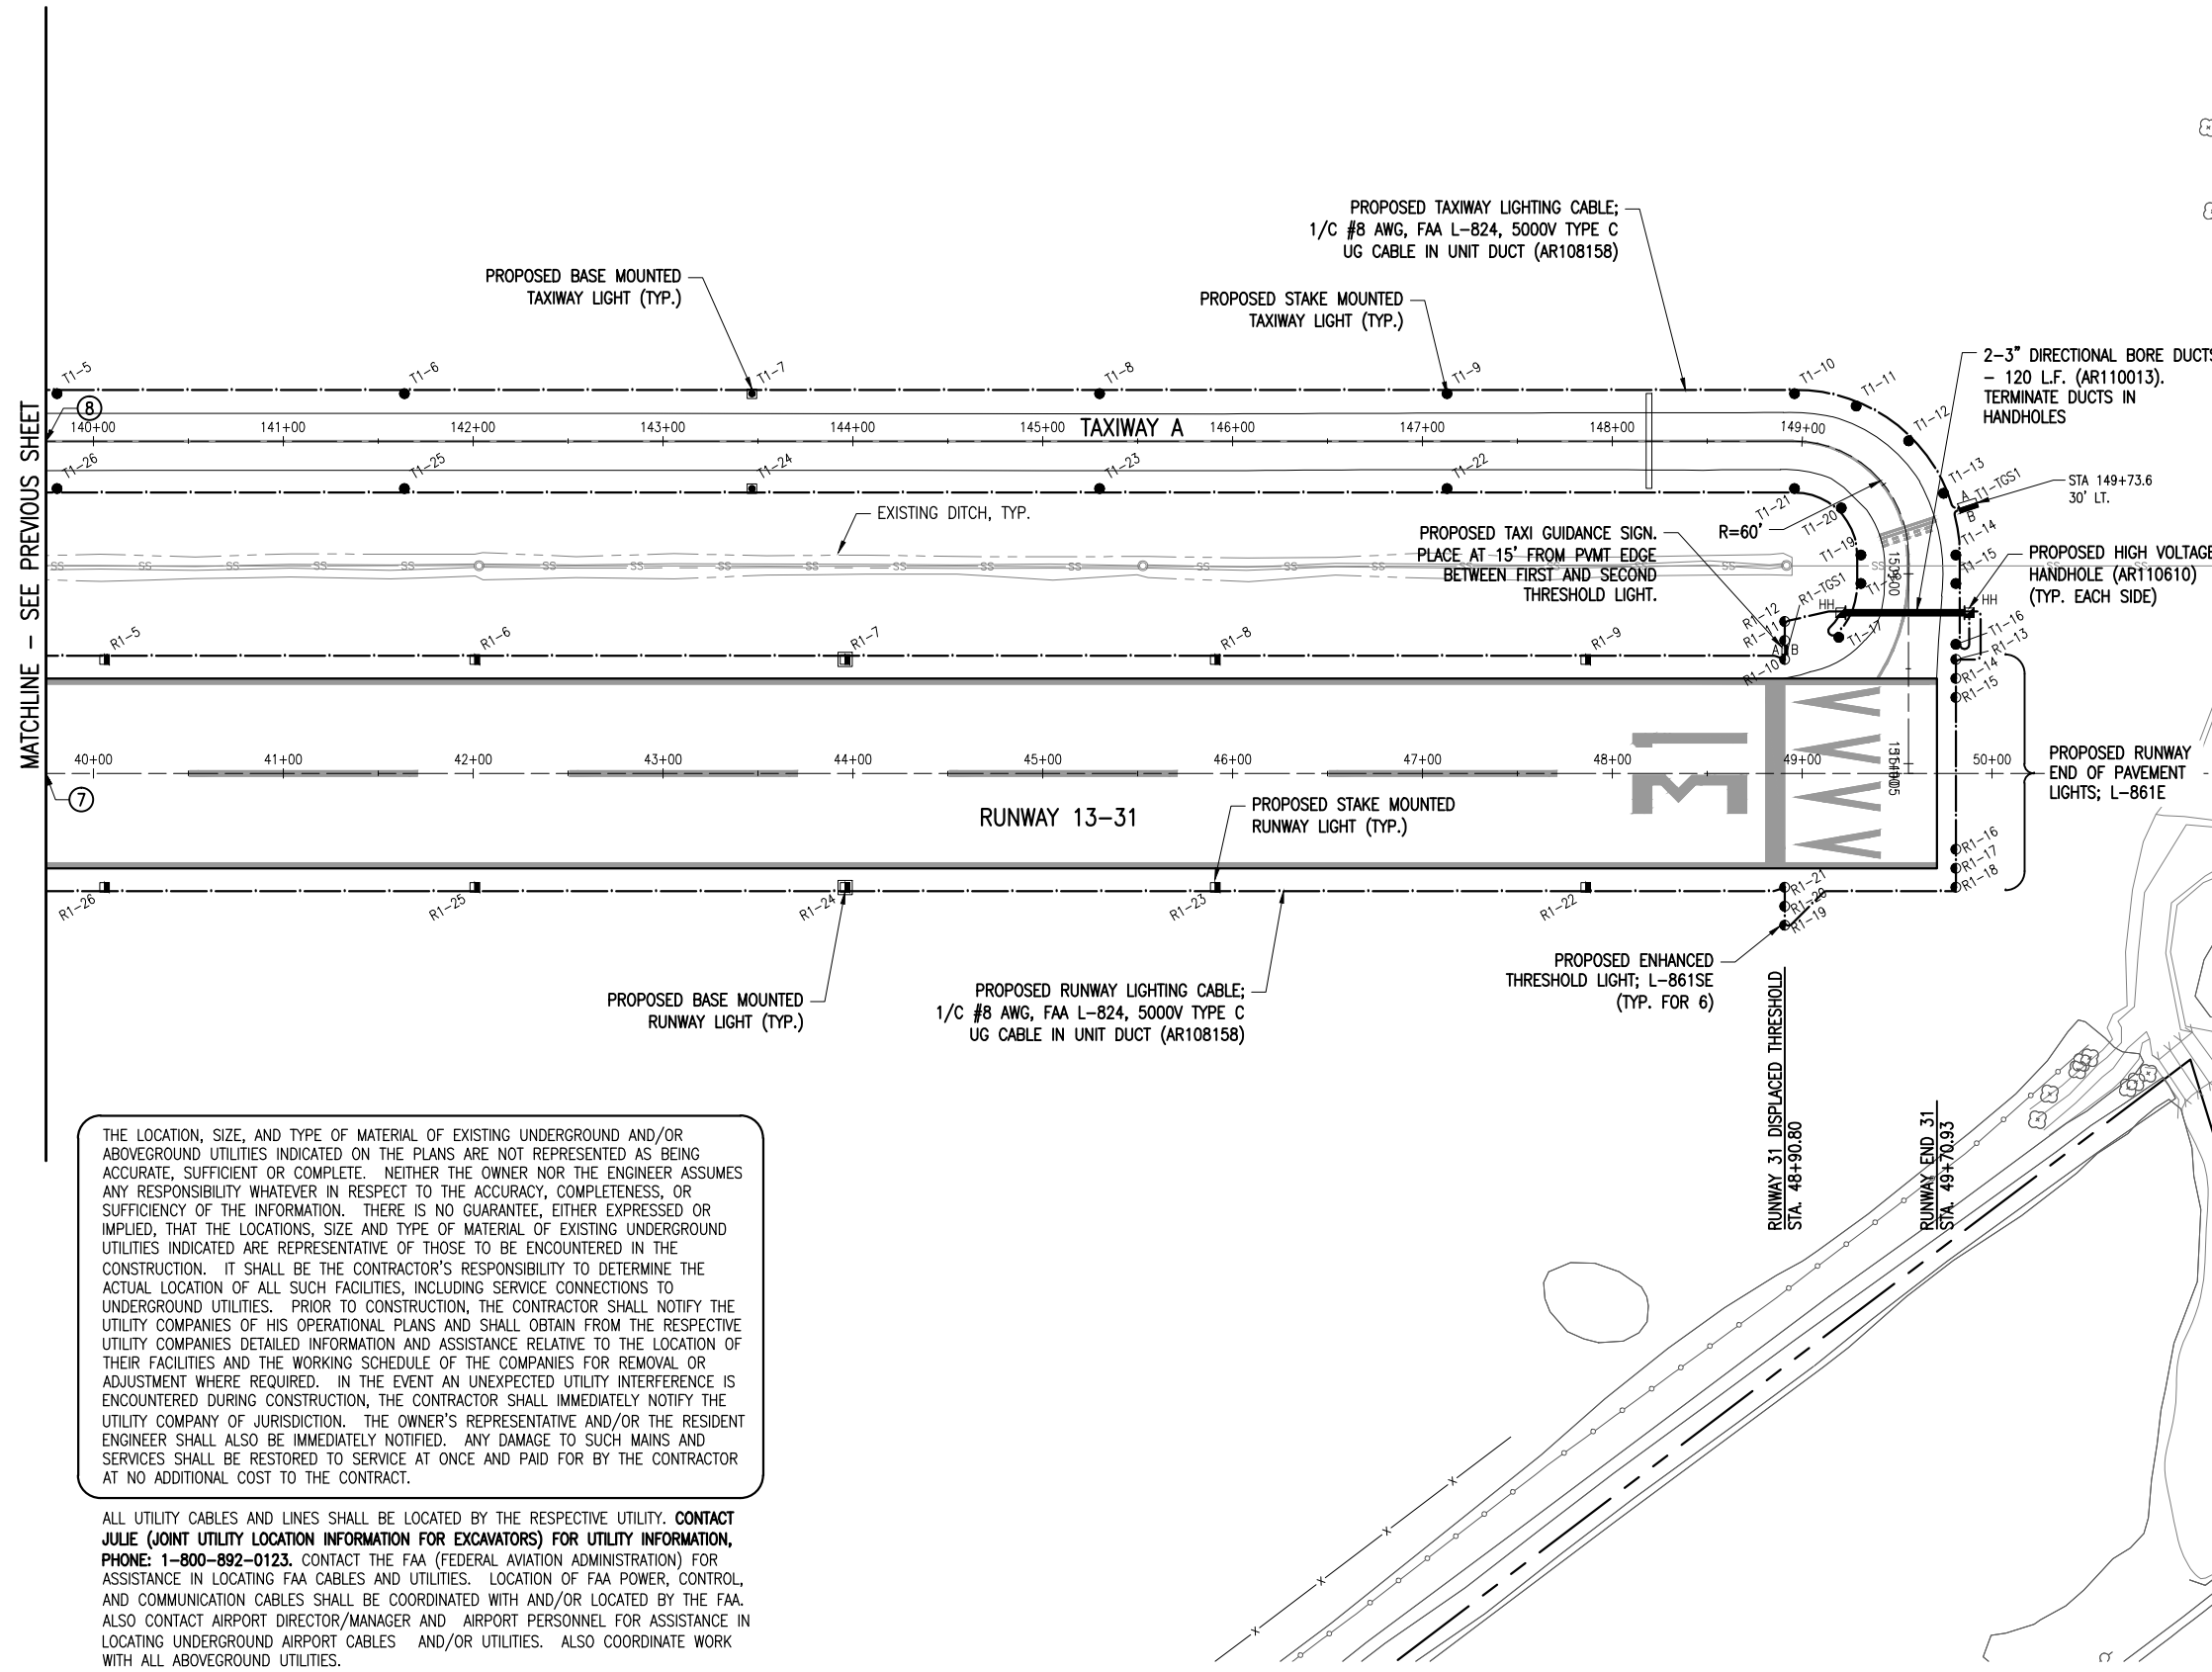 PROPOSED TAXIWAY LIGHTING CABLE;
1/C #8 AWG, FAA L-824, 5000V TYPE C
UG CABLE IN UNIT DUCT (AR108158)
PROPOSED BASE MOUNTED
TAXIWAY LIGHT (TYP.)
PROPOSED STAKE MOUNTED
TAXIWAY LIGHT (TYP.)
2-3" DIRECTIONAL BORE DUCTS
- 120 L.F. (AR110013).
TERMINATE DUCTS IN
HANDHOLES
T1-5
T1-6
T1-7
T1-8
T1-9
T1-10
T1-11
T1-12
T1-13
T1-TGS1
A
B
STA 149+73.6
30' LT.
8
140+00
141+00
142+00
143+00
144+00
145+00
TAXIWAY A
146+00
147+00
148+00
149+00
T1-26
T1-25
T1-24
T1-23
T1-22
T1-21
T1-20
T1-19
T1-14
T1-15
R=60'
EXISTING DITCH, TYP.
PROPOSED TAXI GUIDANCE SIGN.
PLACE AT 15' FROM PVMT EDGE
BETWEEN FIRST AND SECOND
THRESHOLD LIGHT.
PROPOSED HIGH VOLTAGE
HANDHOLE (AR110610)
(TYP. EACH SIDE)
SS SS SS SS SS SS SS SS SS SS SS SS SS SS SS SS SS SS SS SS SS SS
HH
HH
R1-TGS1
T1-17
T1-16
R1-13
R1-14
R1-15
R1-12
R1-11
R1-10
A
B
R1-5
R1-6
R1-7
R1-8
R1-9
MATCHLINE - SEE PREVIOUS SHEET
40+00
41+00
42+00
43+00
44+00
45+00
46+00
47+00
48+00
49+00
50+00
7
31
RUNWAY 13-31
PROPOSED STAKE MOUNTED
RUNWAY LIGHT (TYP.)
PROPOSED RUNWAY
END OF PAVEMENT
LIGHTS; L-861E
R1-16
R1-17
R1-18
R1-21
R1-20
R1-19
R1-26
R1-25
R1-24
R1-23
R1-22
PROPOSED ENHANCED
THRESHOLD LIGHT; L-861SE
(TYP. FOR 6)
PROPOSED BASE MOUNTED
RUNWAY LIGHT (TYP.)
PROPOSED RUNWAY LIGHTING CABLE;
1/C #8 AWG, FAA L-824, 5000V TYPE C
UG CABLE IN UNIT DUCT (AR108158)
RUNWAY 31 DISPLACED THRESHOLD
STA. 48+90.80
RUNWAY END 31
STA. 49+70.93
THE LOCATION, SIZE, AND TYPE OF MATERIAL OF EXISTING UNDERGROUND AND/OR
ABOVEGROUND UTILITIES INDICATED ON THE PLANS ARE NOT REPRESENTED AS BEING
ACCURATE, SUFFICIENT OR COMPLETE. NEITHER THE OWNER NOR THE ENGINEER ASSUMES
ANY RESPONSIBILITY WHATEVER IN RESPECT TO THE ACCURACY, COMPLETENESS, OR
SUFFICIENCY OF THE INFORMATION. THERE IS NO GUARANTEE, EITHER EXPRESSED OR
IMPLIED, THAT THE LOCATIONS, SIZE AND TYPE OF MATERIAL OF EXISTING UNDERGROUND
UTILITIES INDICATED ARE REPRESENTATIVE OF THOSE TO BE ENCOUNTERED IN THE
CONSTRUCTION. IT SHALL BE THE CONTRACTOR'S RESPONSIBILITY TO DETERMINE THE
ACTUAL LOCATION OF ALL SUCH FACILITIES, INCLUDING SERVICE CONNECTIONS TO
UNDERGROUND UTILITIES. PRIOR TO CONSTRUCTION, THE CONTRACTOR SHALL NOTIFY THE
UTILITY COMPANIES OF HIS OPERATIONAL PLANS AND SHALL OBTAIN FROM THE RESPECTIVE
UTILITY COMPANIES DETAILED INFORMATION AND ASSISTANCE RELATIVE TO THE LOCATION OF
THEIR FACILITIES AND THE WORKING SCHEDULE OF THE COMPANIES FOR REMOVAL OR
ADJUSTMENT WHERE REQUIRED. IN THE EVENT AN UNEXPECTED UTILITY INTERFERENCE IS
ENCOUNTERED DURING CONSTRUCTION, THE CONTRACTOR SHALL IMMEDIATELY NOTIFY THE
UTILITY COMPANY OF JURISDICTION. THE OWNER'S REPRESENTATIVE AND/OR THE RESIDENT
ENGINEER SHALL ALSO BE IMMEDIATELY NOTIFIED. ANY DAMAGE TO SUCH MAINS AND
SERVICES SHALL BE RESTORED TO SERVICE AT ONCE AND PAID FOR BY THE CONTRACTOR
AT NO ADDITIONAL COST TO THE CONTRACT.
ALL UTILITY CABLES AND LINES SHALL BE LOCATED BY THE RESPECTIVE UTILITY. CONTACT
JULIE (JOINT UTILITY LOCATION INFORMATION FOR EXCAVATORS) FOR UTILITY INFORMATION,
PHONE: 1-800-892-0123. CONTACT THE FAA (FEDERAL AVIATION ADMINISTRATION) FOR
ASSISTANCE IN LOCATING FAA CABLES AND UTILITIES. LOCATION OF FAA POWER, CONTROL,
AND COMMUNICATION CABLES SHALL BE COORDINATED WITH AND/OR LOCATED BY THE FAA.
ALSO CONTACT AIRPORT DIRECTOR/MANAGER AND AIRPORT PERSONNEL FOR ASSISTANCE IN
LOCATING UNDERGROUND AIRPORT CABLES AND/OR UTILITIES. ALSO COORDINATE WORK
WITH ALL ABOVEGROUND UTILITIES.